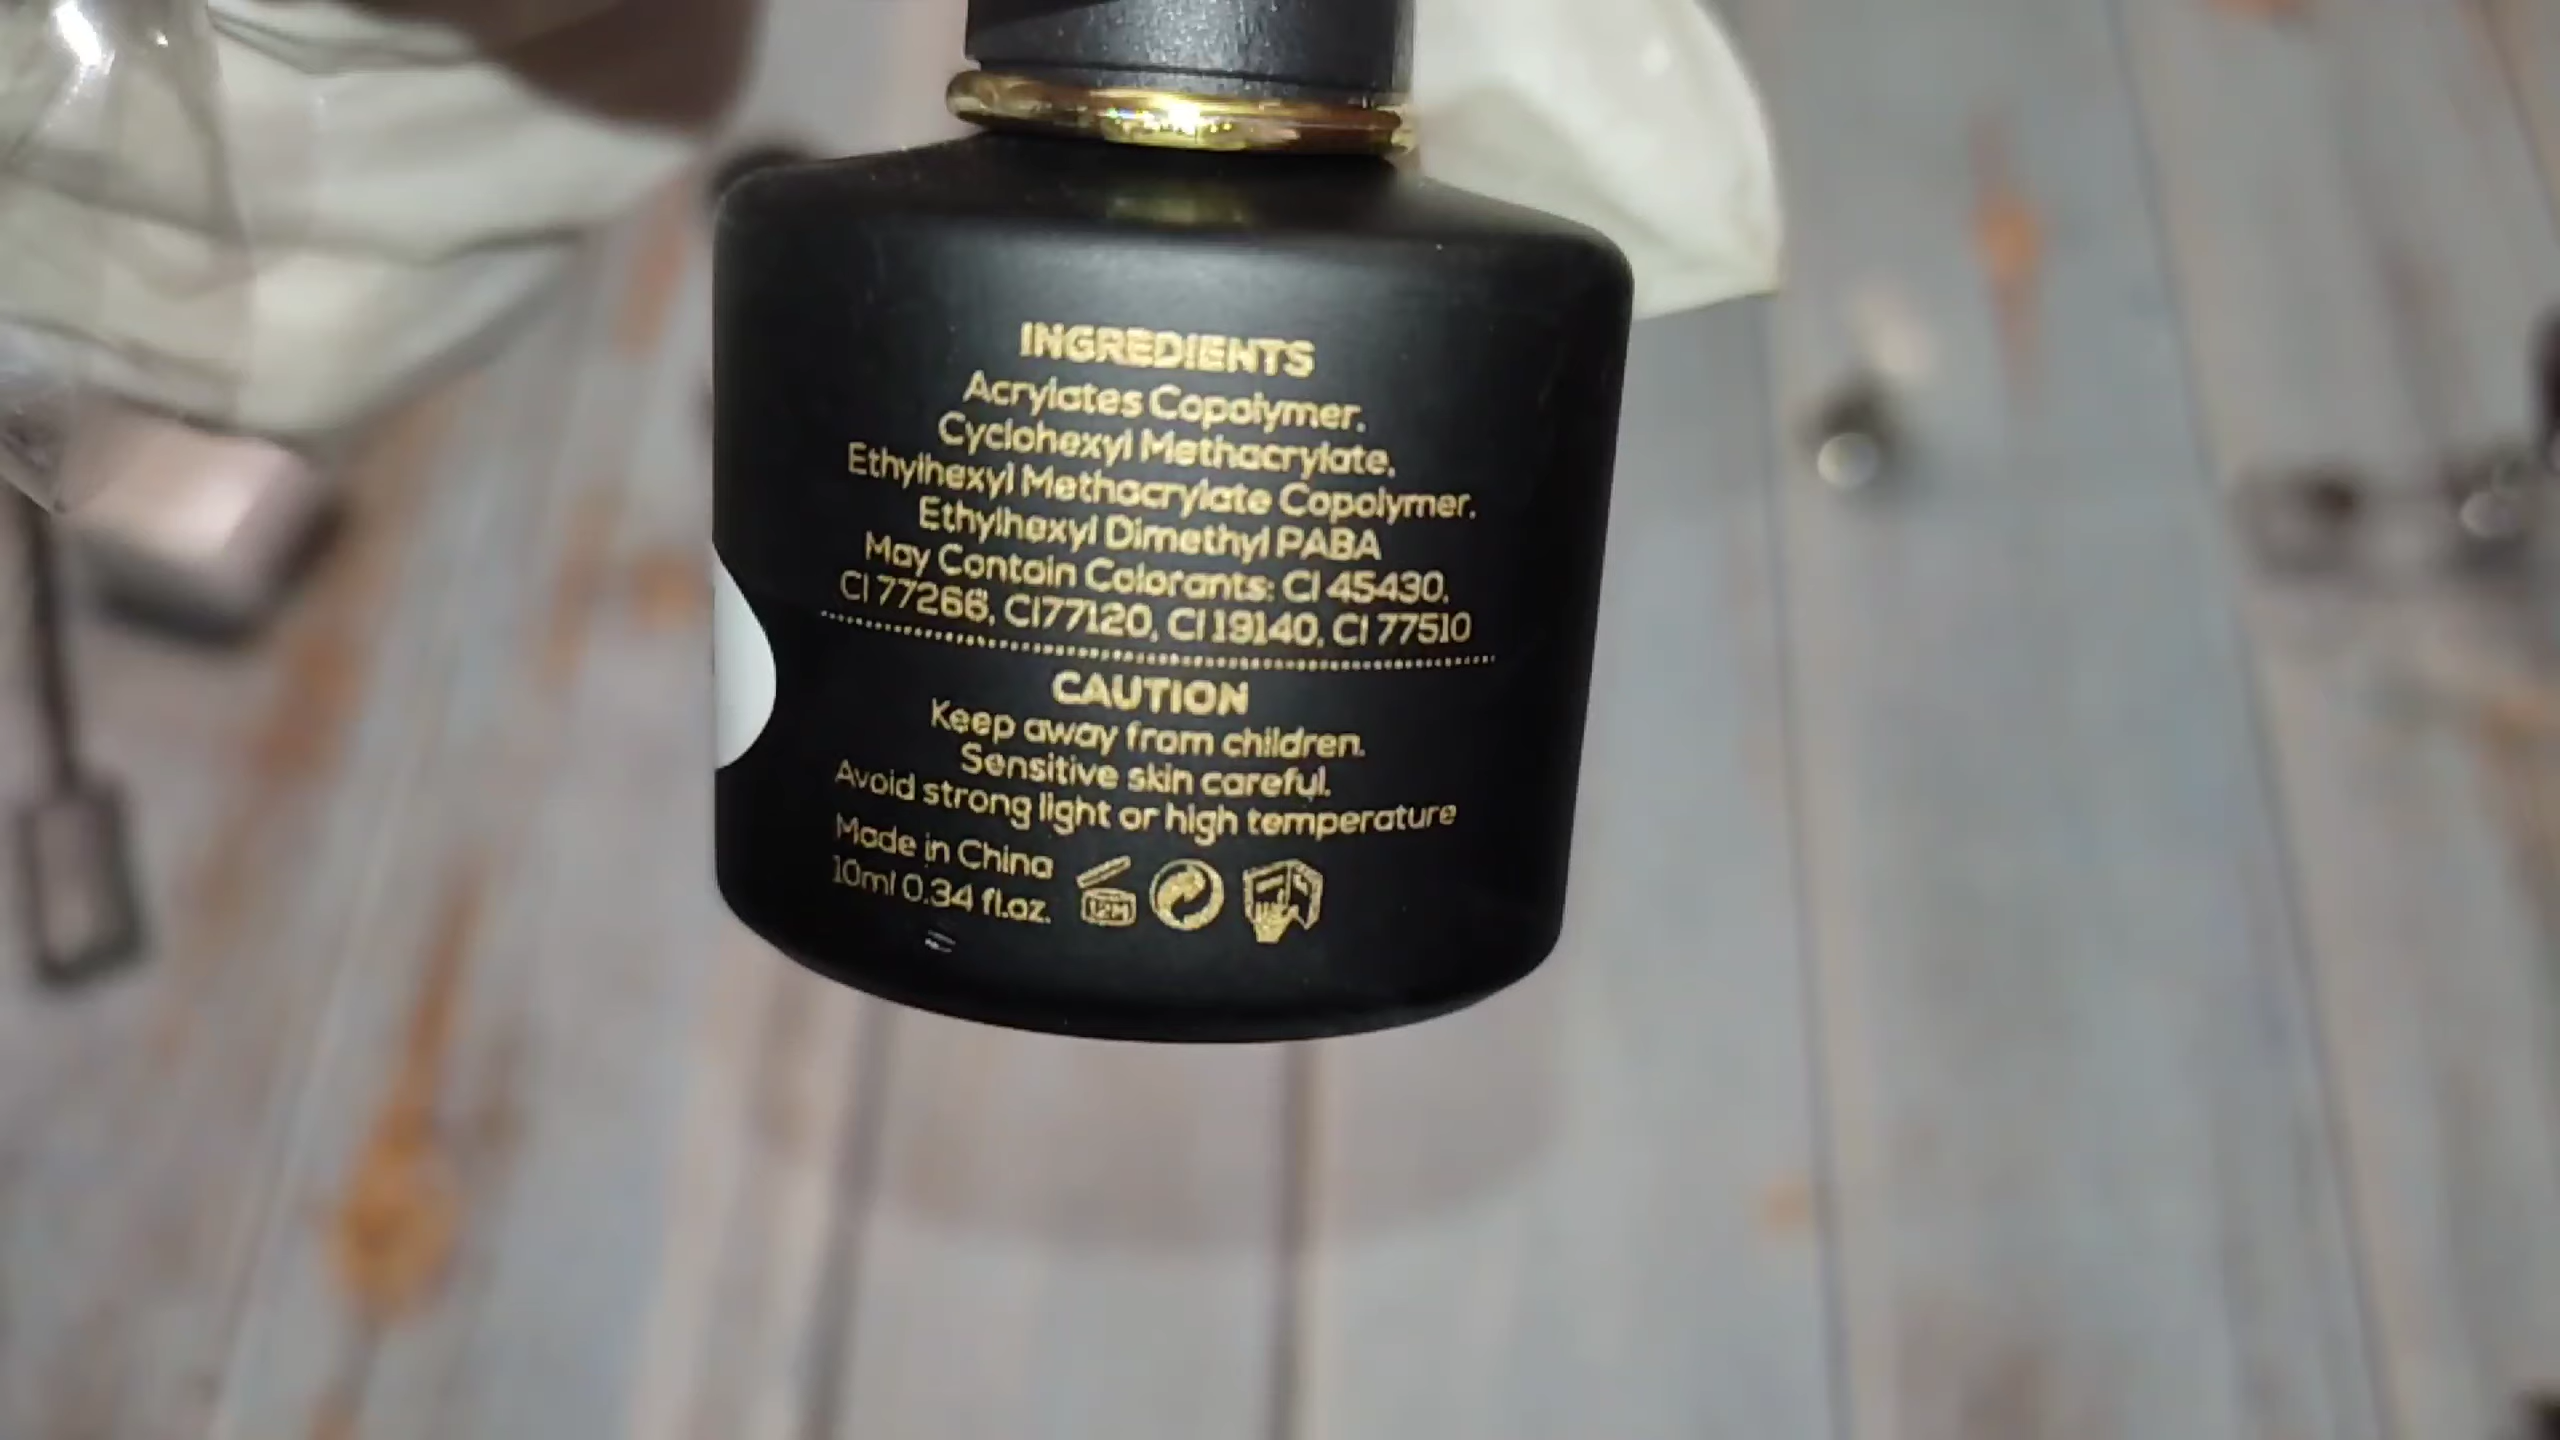 INGREDIENTS
Acrylates Copolymer,
Cyclohexyl Methacrylate,
Ethylhexyl Methacrylate Copolymer,
Ethylhexyl Dimethyl PABA
May Contain Colorants: CI 45430,
CI 77266, CI77120, CI 19140, CI 77510
CAUTION
Keep away from children.
Sensitive skin careful.
Avoid strong light or high temperature
Made in China
10ml 0.34 fl.oz.
12M